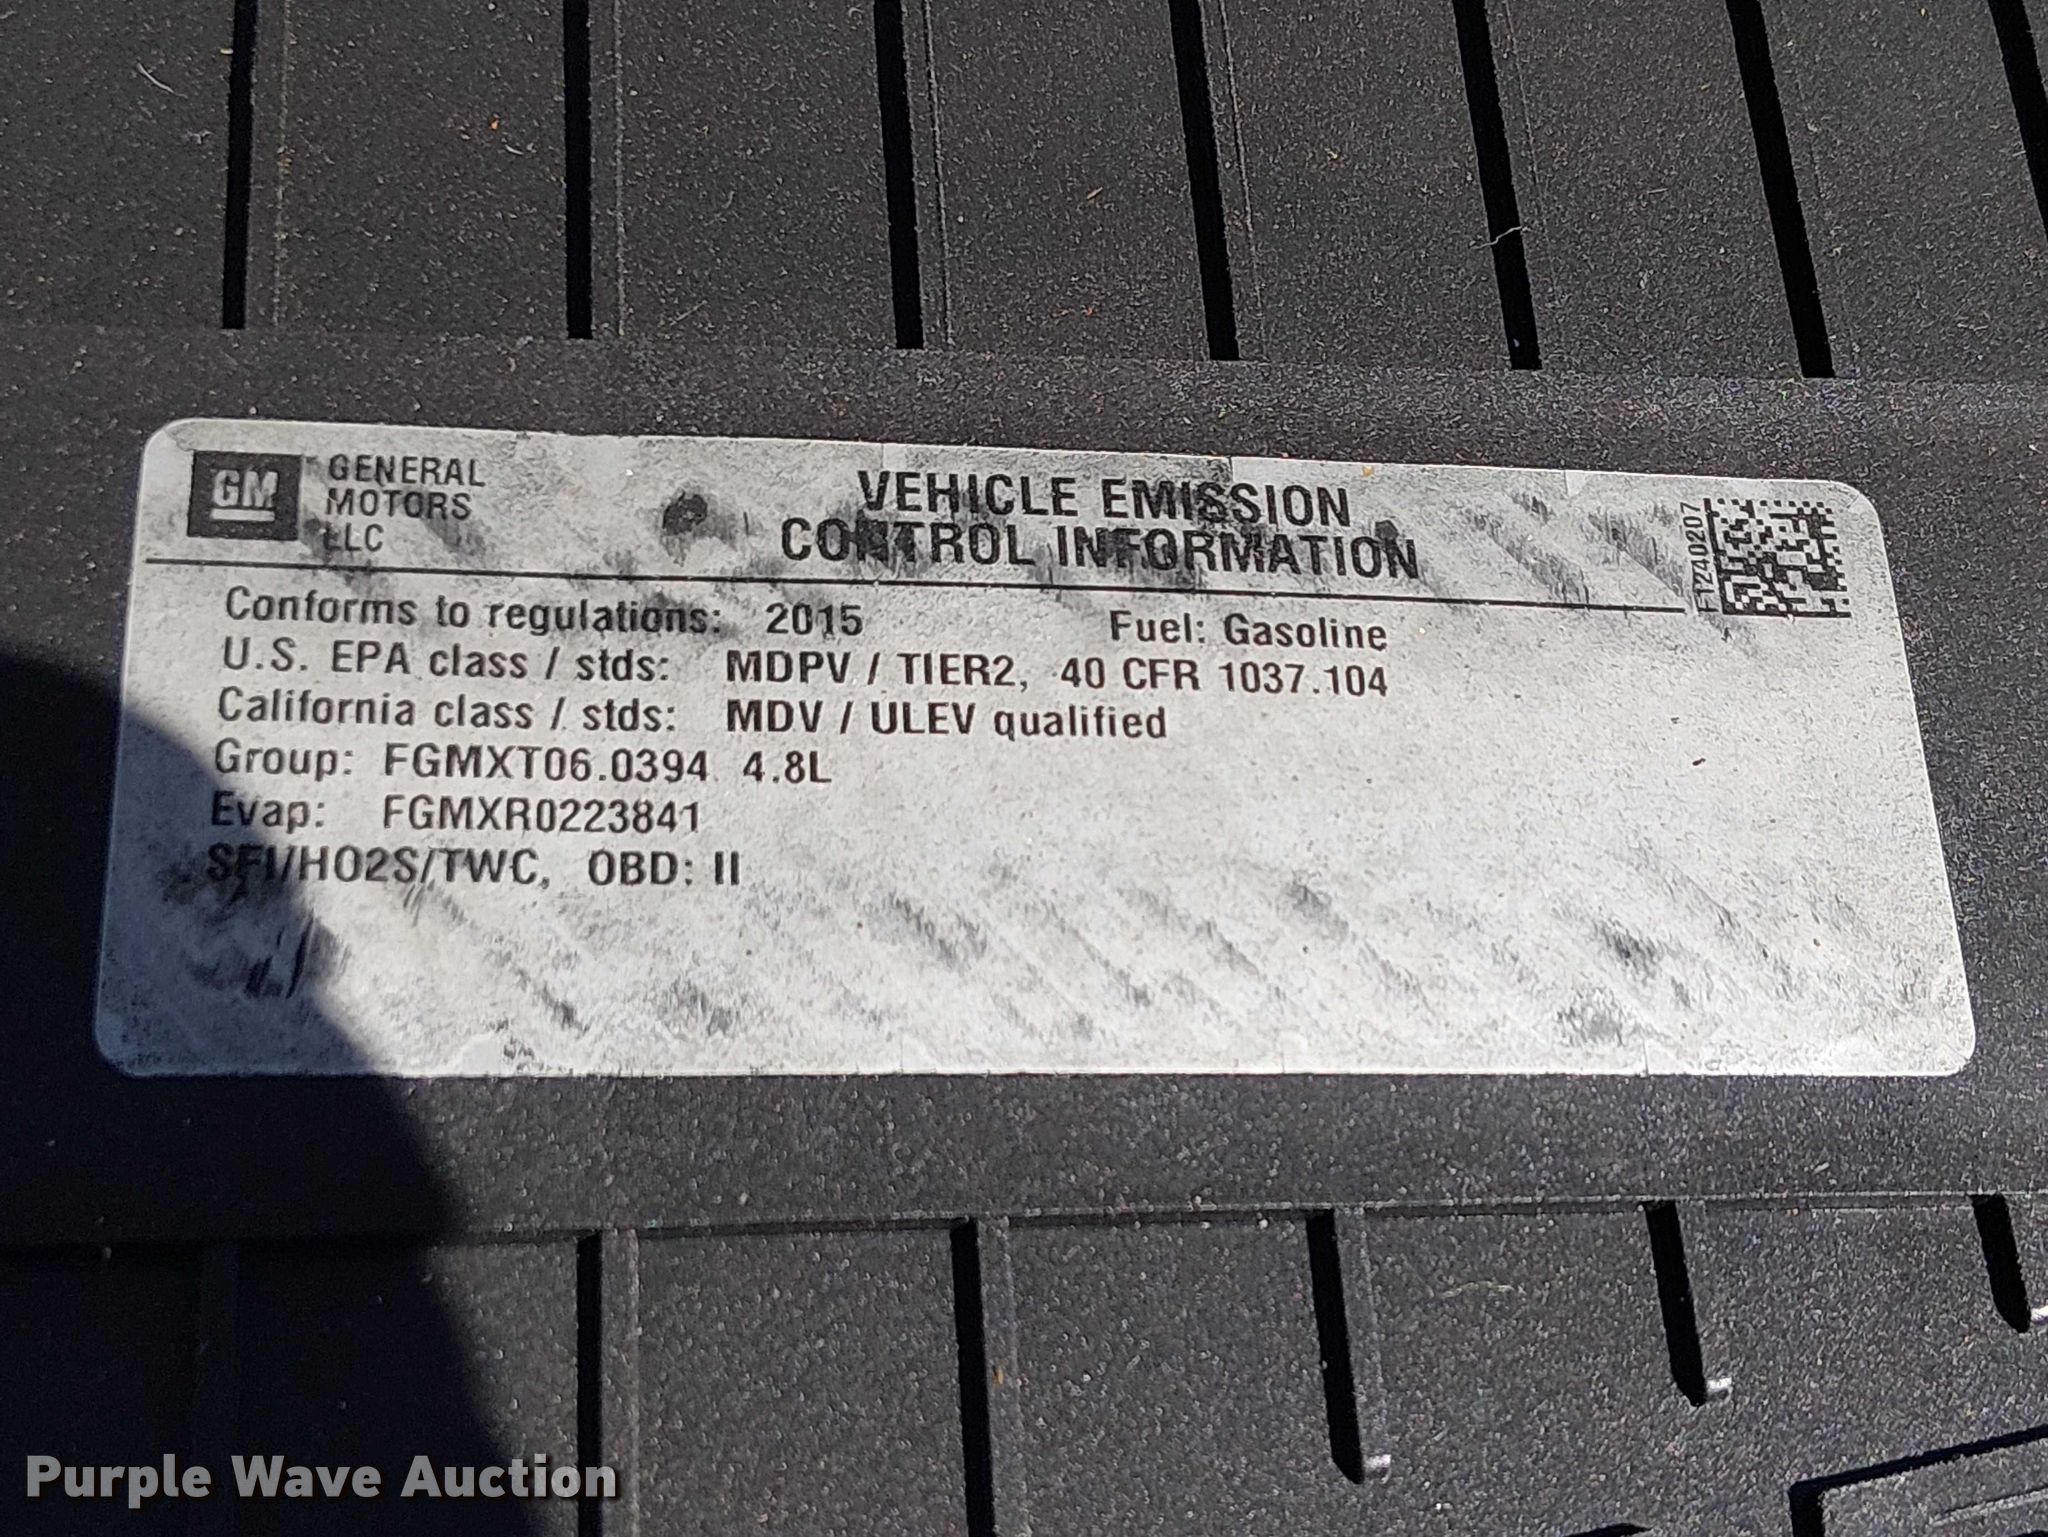 GM
GENERAL
MOTORS
LLC
VEHICLE EMISSION
CONTROL INFORMATION
F1240207
Conforms to regulations: 2015 Fuel: Gasoline
U.S. EPA class / stds: MDPV / TIER2, 40 CFR 1037.104
California class / stds: MDV / ULEV qualified
Group: FGMXT06.0394 4.8L
Evap: FGMXR0223841
SFI/HO2S/TWC, OBD: II
Purple Wave Auction